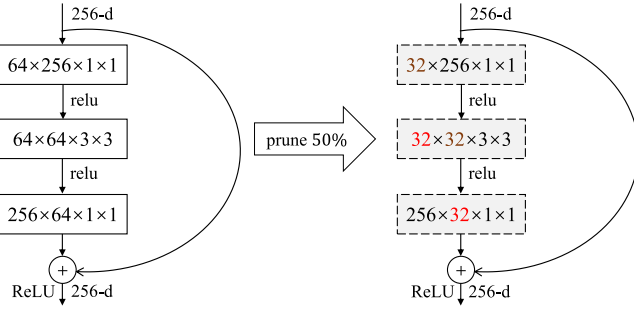 256-d
64×256×1×1
relu
64×64×3×3
relu
256×64×1×1
+
ReLU
256-d
prune 50%
256-d
32×256×1×1
relu
32×32×3×3
relu
256×32×1×1
+
ReLU
256-d